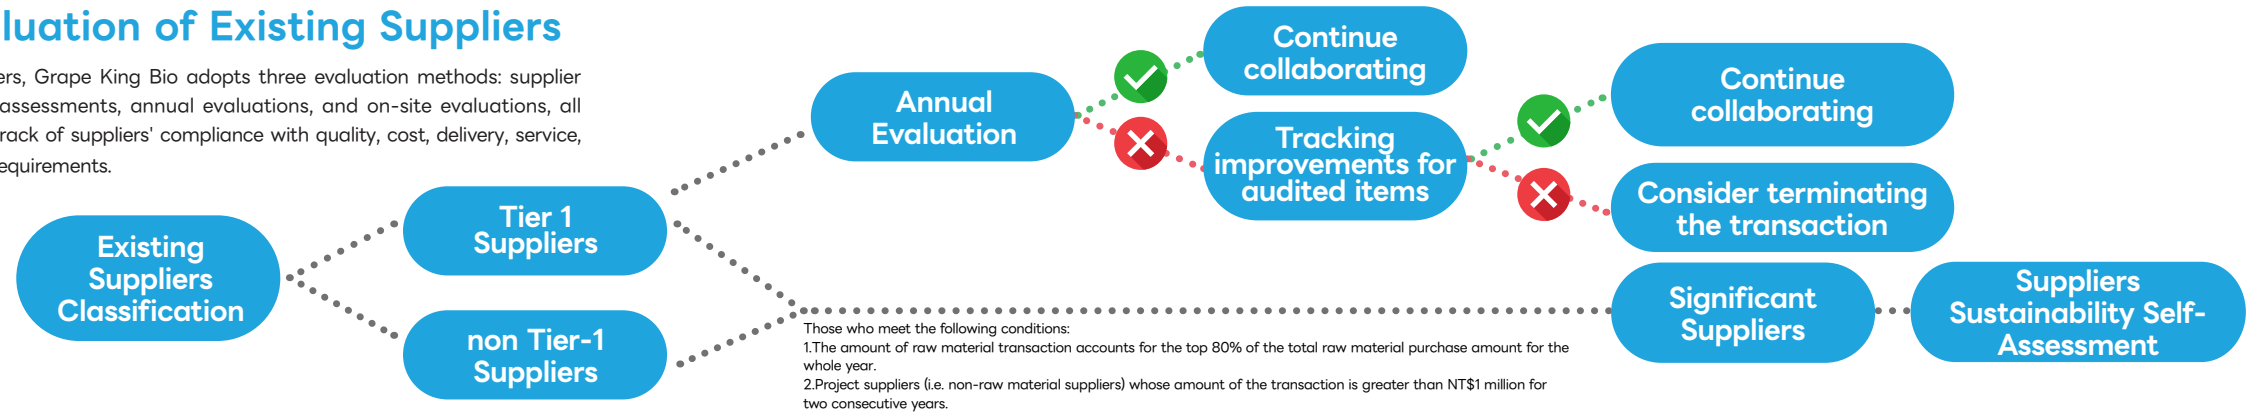 luation of Existing Suppliers
ers, Grape King Bio adopts three evaluation methods: supplier
assessments, annual evaluations, and on-site evaluations, all
rack of suppliers' compliance with quality, cost, delivery, service,
equirements.
Existing
Suppliers
Classification
Tier 1
Suppliers
non Tier-1
Suppliers
Annual
Evaluation
Continue
collaborating
Tracking
improvements for
audited items
Continue
collaborating
Consider terminating
the transaction
Significant
Suppliers
Suppliers
Sustainability Self-
Assessment
Those who meet the following conditions:
1.The amount of raw material transaction accounts for the top 80% of the total raw material purchase amount for the
whole year.
2.Project suppliers (i.e. non-raw material suppliers) whose amount of the transaction is greater than NT$1 million for
two consecutive years.